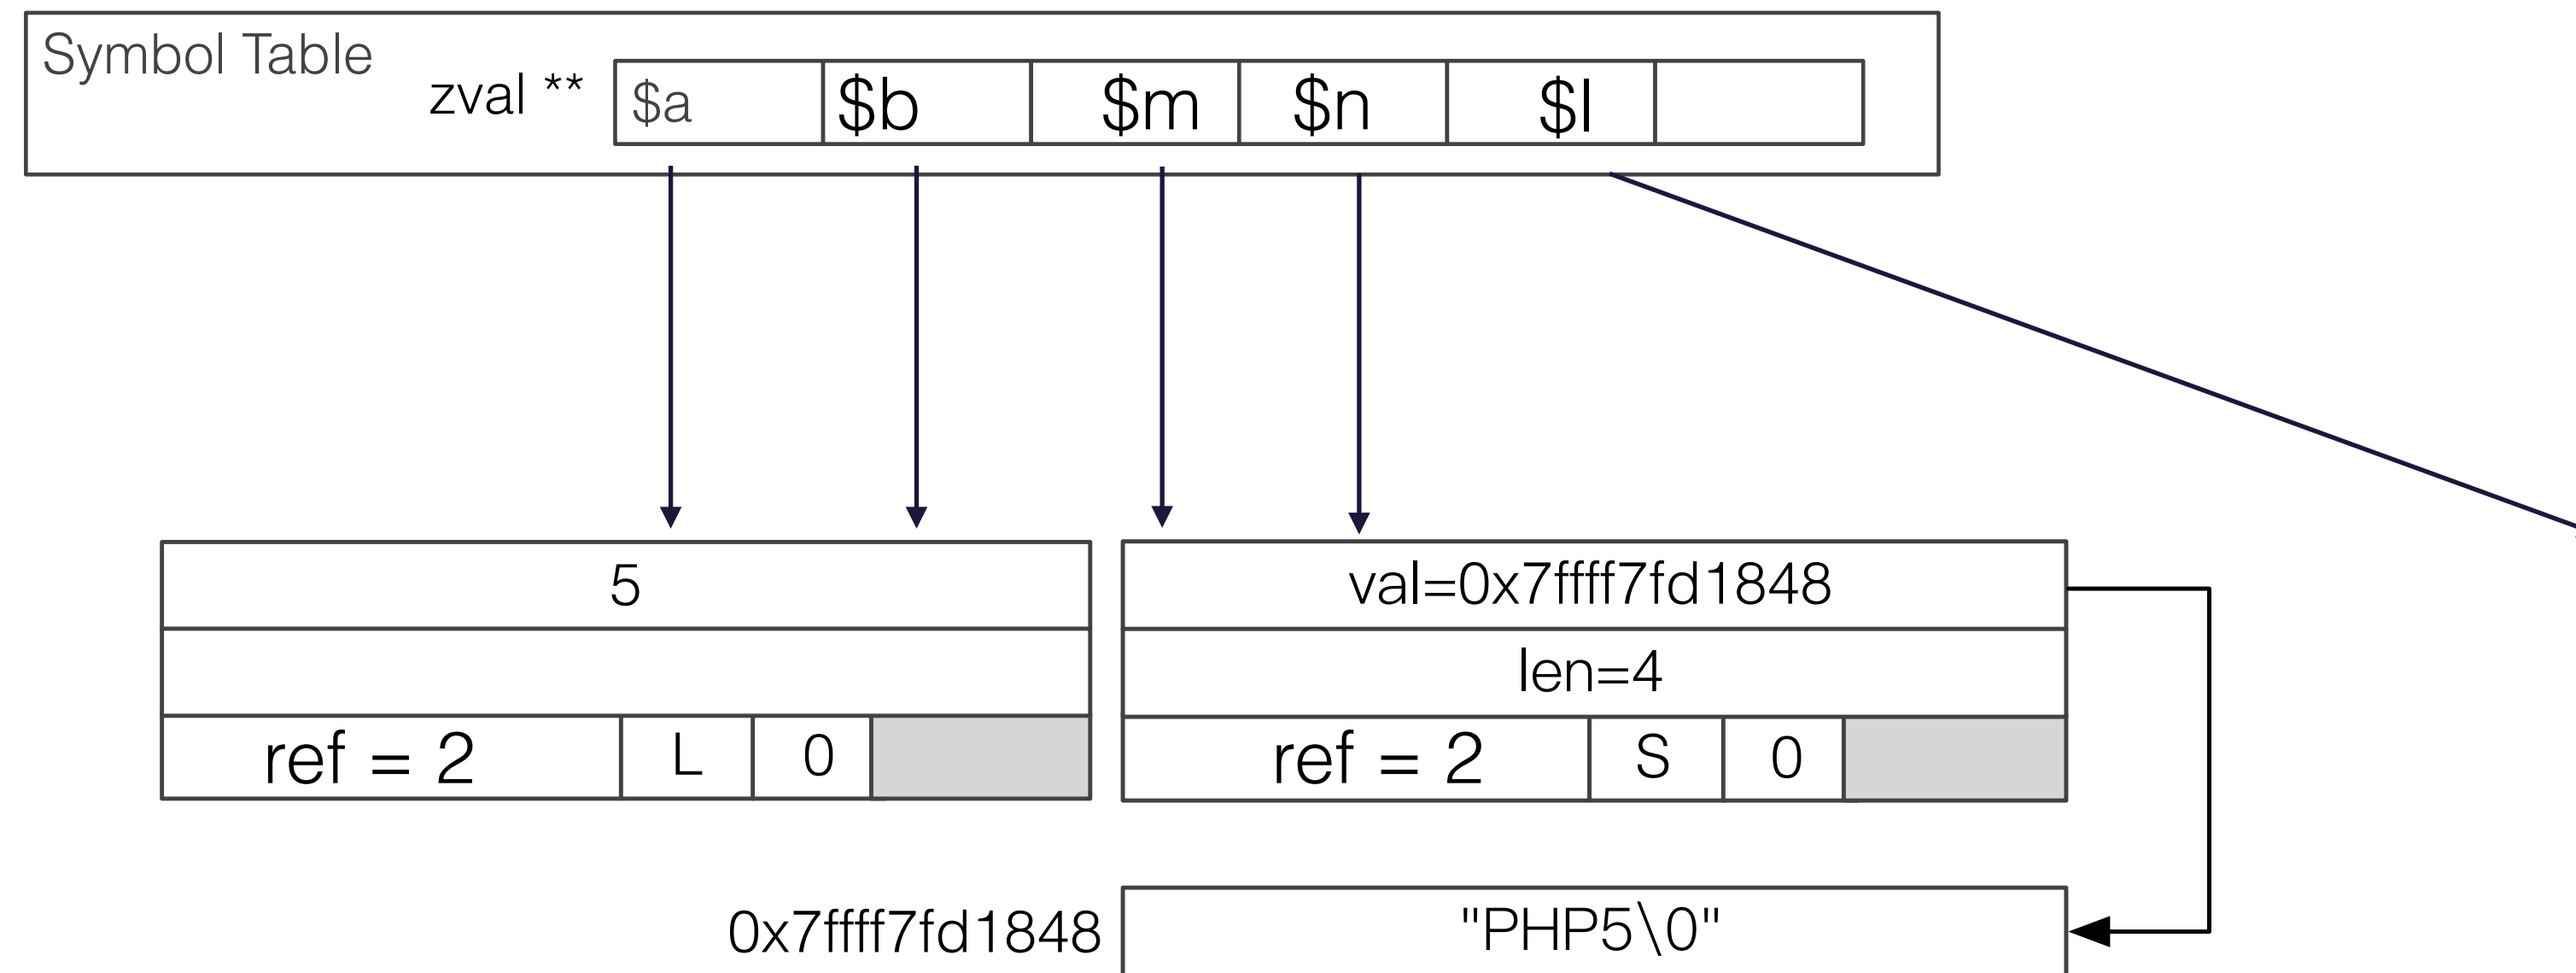 Symbol Table
zval ** $a $b $m $n $l
5
val=0x7ffff7fd1848
len=4
ref = 2 L 0
ref = 2 S 0
0x7ffff7fd1848 "PHP5\0"